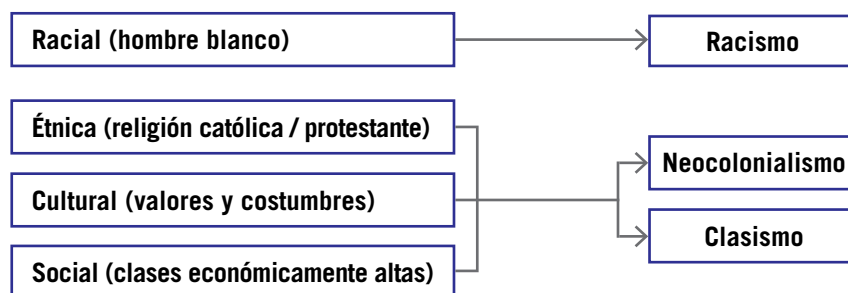 Racial (hombre blanco)
Racismo
Étnica (religión católica / protestante)
Neocolonialismo
Cultural (valores y costumbres)
Clasismo
Social (clases económicamente altas)